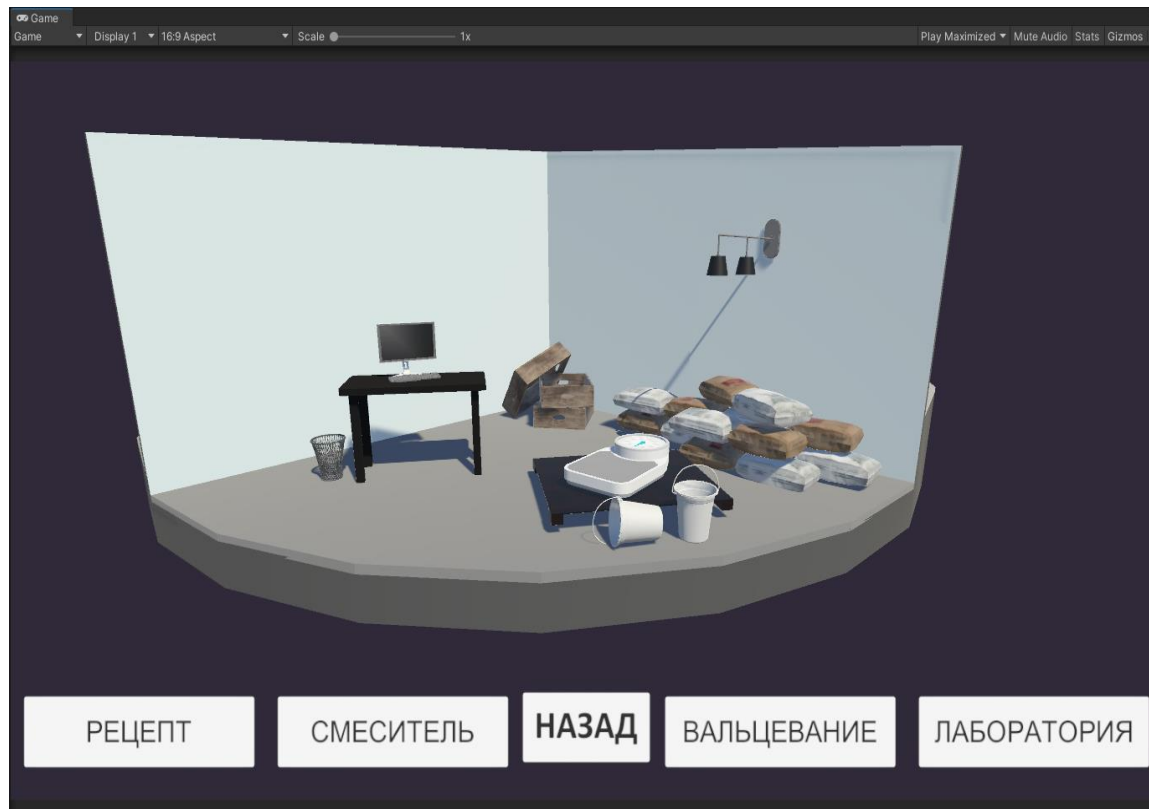 Game
Game Display 1 16:9 Aspect Scale 1x Play Maximized Mute Audio Stats Gizmos
РЕЦЕПТ СМЕСИТЕЛЬ НАЗАД ВАЛЬЦЕВАНИЕ ЛАБОРАТОРИЯ